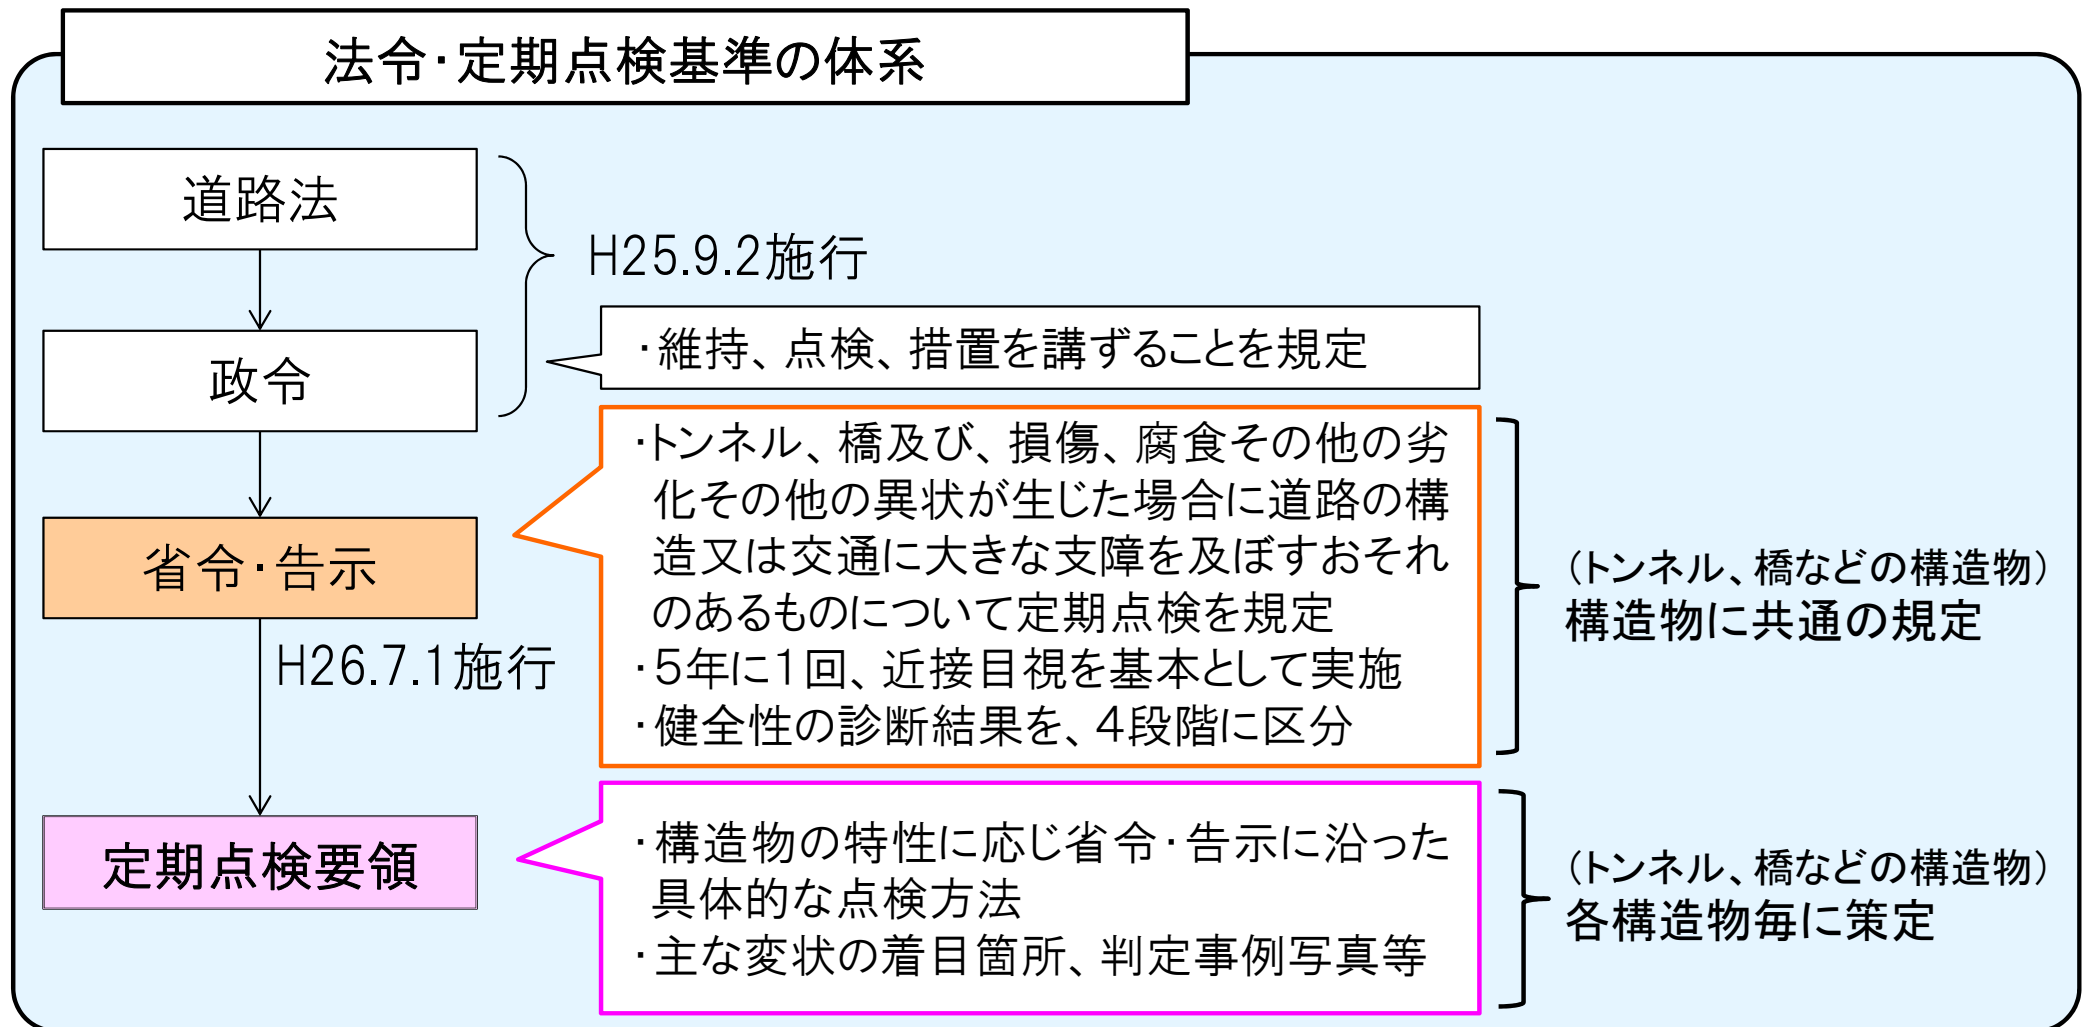 法令・定期点検基準の体系
道路法
H25.9.2施行
政令
・維持、点検、措置を講ずることを規定
省令・告示
H26.7.1施行
・トンネル、橋及び、損傷、腐食その他の劣
化その他の異状が生じた場合に道路の構
造又は交通に大きな支障を及ぼすおそれ
のあるものについて定期点検を規定
・５年に１回、近接目視を基本として実施
・健全性の診断結果を、４段階に区分
（トンネル、橋などの構造物）
構造物に共通の規定
定期点検要領
・構造物の特性に応じ省令・告示に沿った
具体的な点検方法
・主な変状の着目箇所、判定事例写真等
（トンネル、橋などの構造物）
各構造物毎に策定